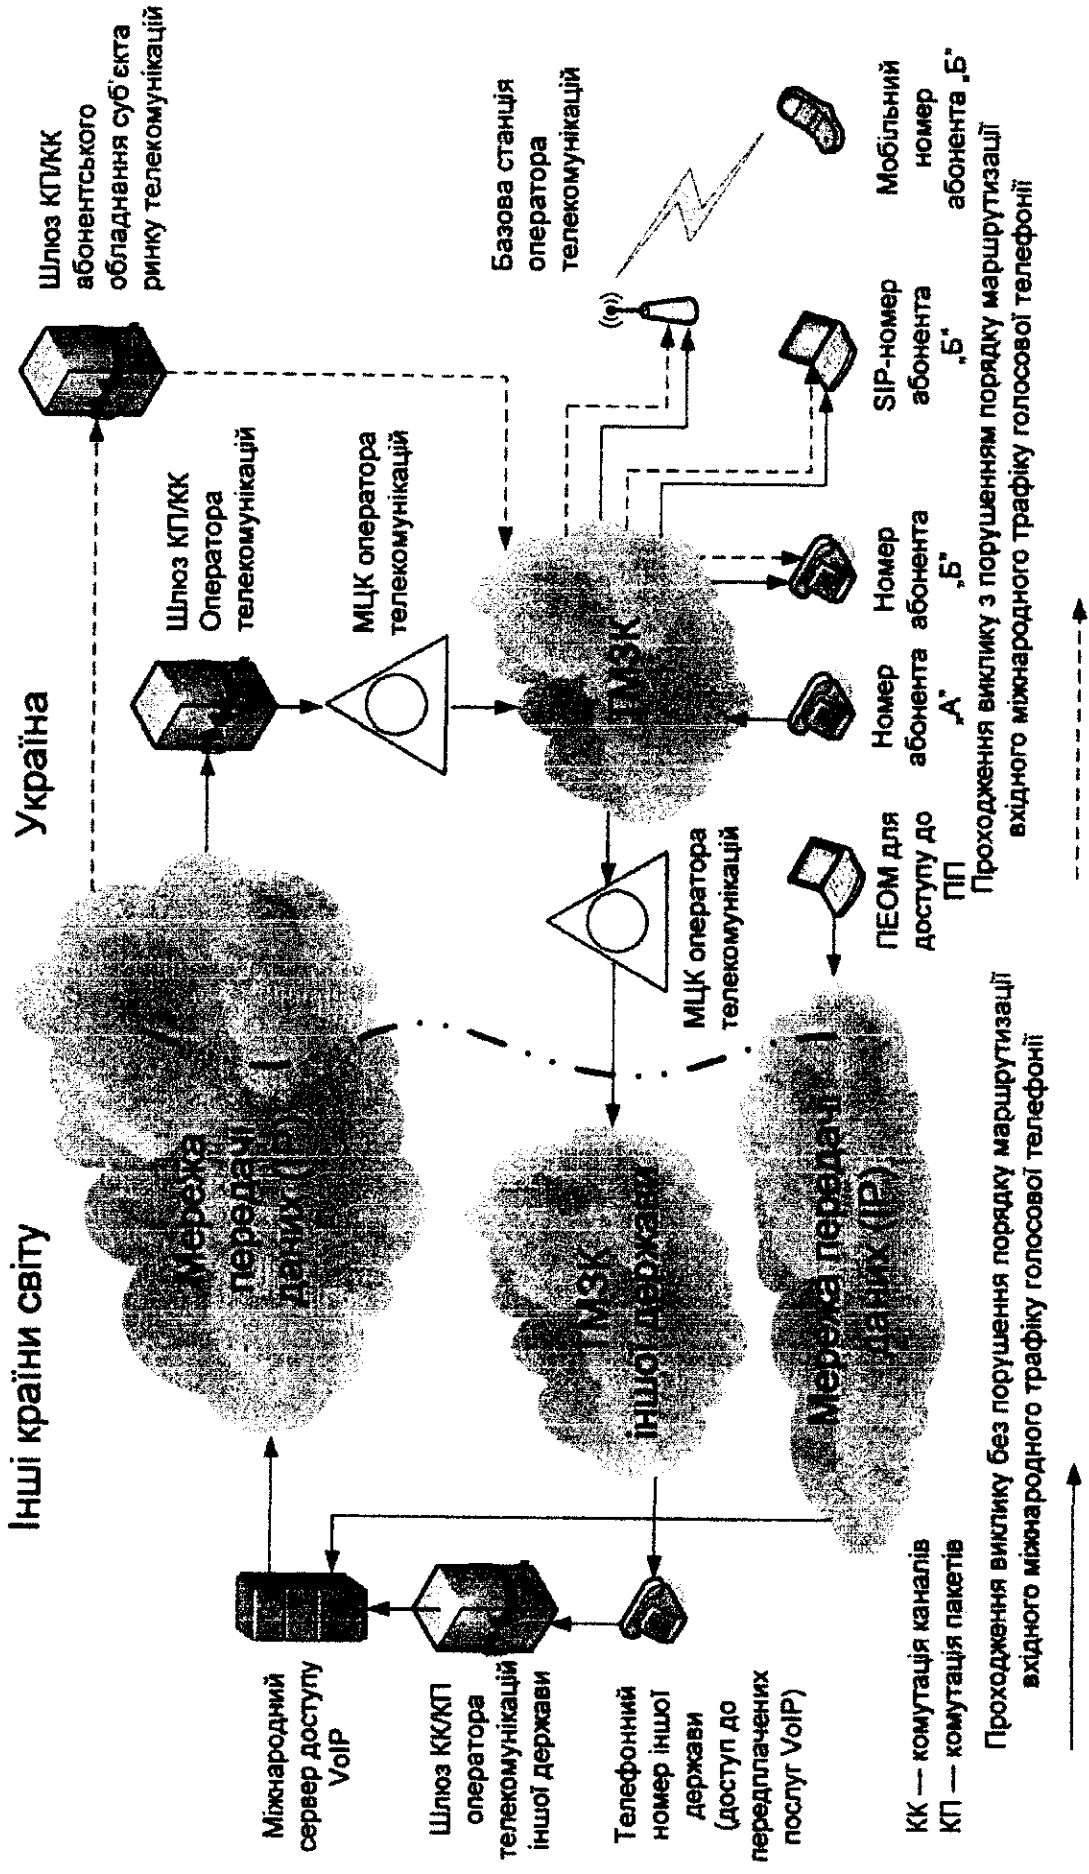 Інші країни світу
Україна
Міжнародний
сервер доступу
VoIP
Шлюз КК/КП
оператора
телекомунікацій
іншої держави
Телефонний
номер іншої
держави
(доступ до
передплачених
послуг VoIP)
Мережа
передачі
даних (IP)
ТМЗК
іншої держави
Мережа передачі
даних (IP)
Шлюз КП/КК
абонентського
обладнання суб'єкта
ринку телекомунікацій
Шлюз КП/КК
Оператора
телекомунікацій
МЦК оператора
телекомунікацій
ТМЗК
МЦК оператора
телекомунікацій
Базова станція
оператора
телекомунікацій
ПЕОМ для
доступу до
ПП
Номер
абонента
„А"
Номер
абонента
„Б"
SIP-номер
абонента
„Б"
Мобільний
номер
абонента „Б"
КК — комутація каналів
КП — комутація пакетів
Проходження виклику без порушення порядку маршрутизації
вхідного міжнародного трафіку голосової телефонії
Проходження виклику з порушенням порядку маршрутизації
вхідного міжнародного трафіку голосової телефонії